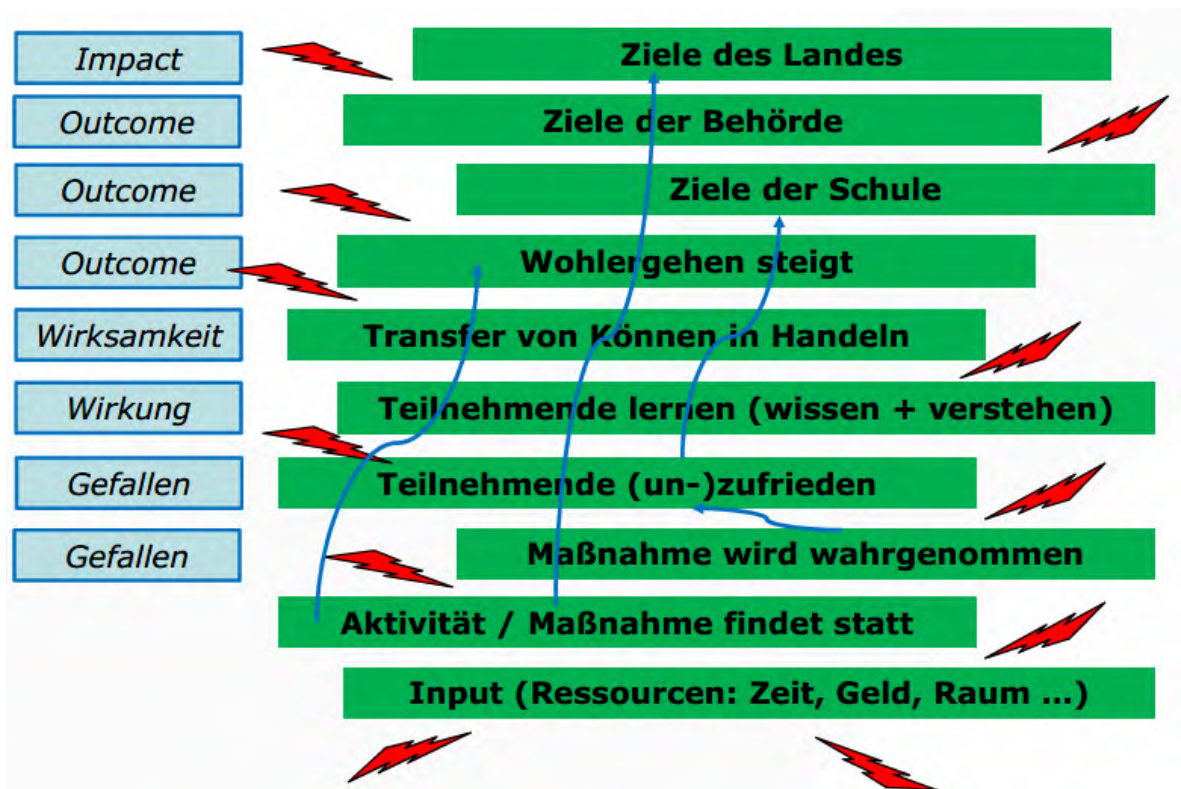 Impact
Ziele des Landes
Outcome
Ziele der Behörde
Outcome
Ziele der Schule
Outcome
Wohlergehen steigt
Wirksamkeit
Transfer von Können in Handeln
Wirkung
Teilnehmende lernen (wissen + verstehen)
Gefallen
Teilnehmende (un-)zufrieden
Gefallen
Maßnahme wird wahrgenommen
Aktivität / Maßnahme findet statt
Input (Ressourcen: Zeit, Geld, Raum ...)